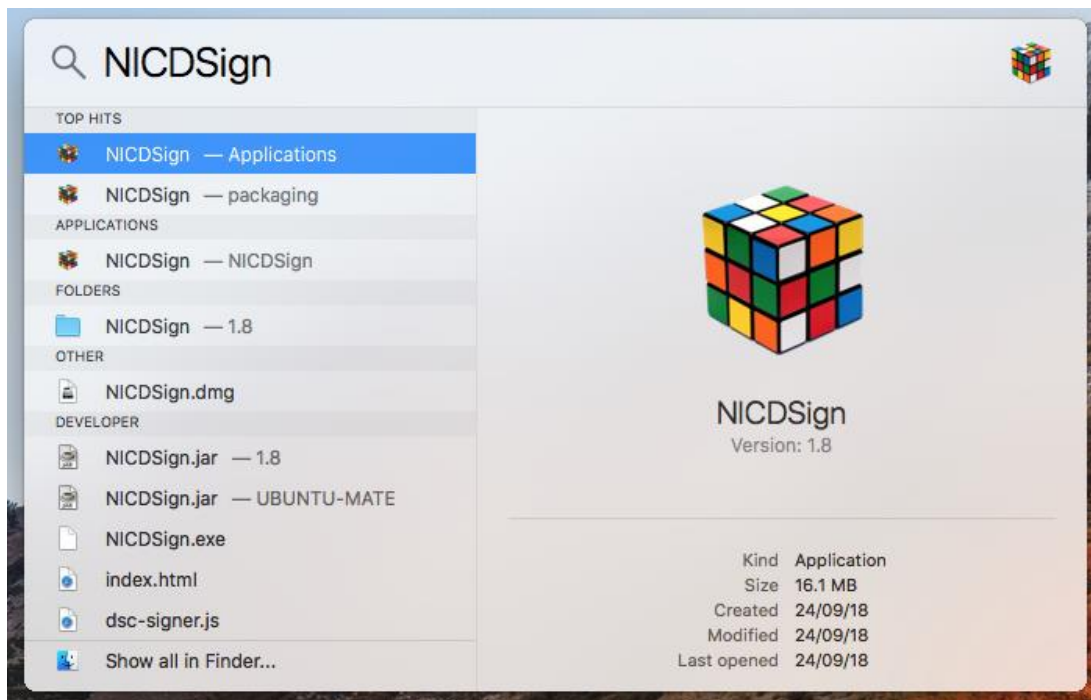 NICDSign
TOP HITS
NICDSign — Applications
NICDSign — packaging
APPLICATIONS
NICDSign — NICDSign
FOLDERS
NICDSign — 1.8
OTHER
NICDSign.dmg
DEVELOPER
NICDSign.jar — 1.8
NICDSign.jar — UBUNTU-MATE
NICDSign.exe
index.html
dsc-signer.js
Show all in Finder...
NICDSign
Version: 1.8
Kind Application
Size 16.1 MB
Created 24/09/18
Modified 24/09/18
Last opened 24/09/18